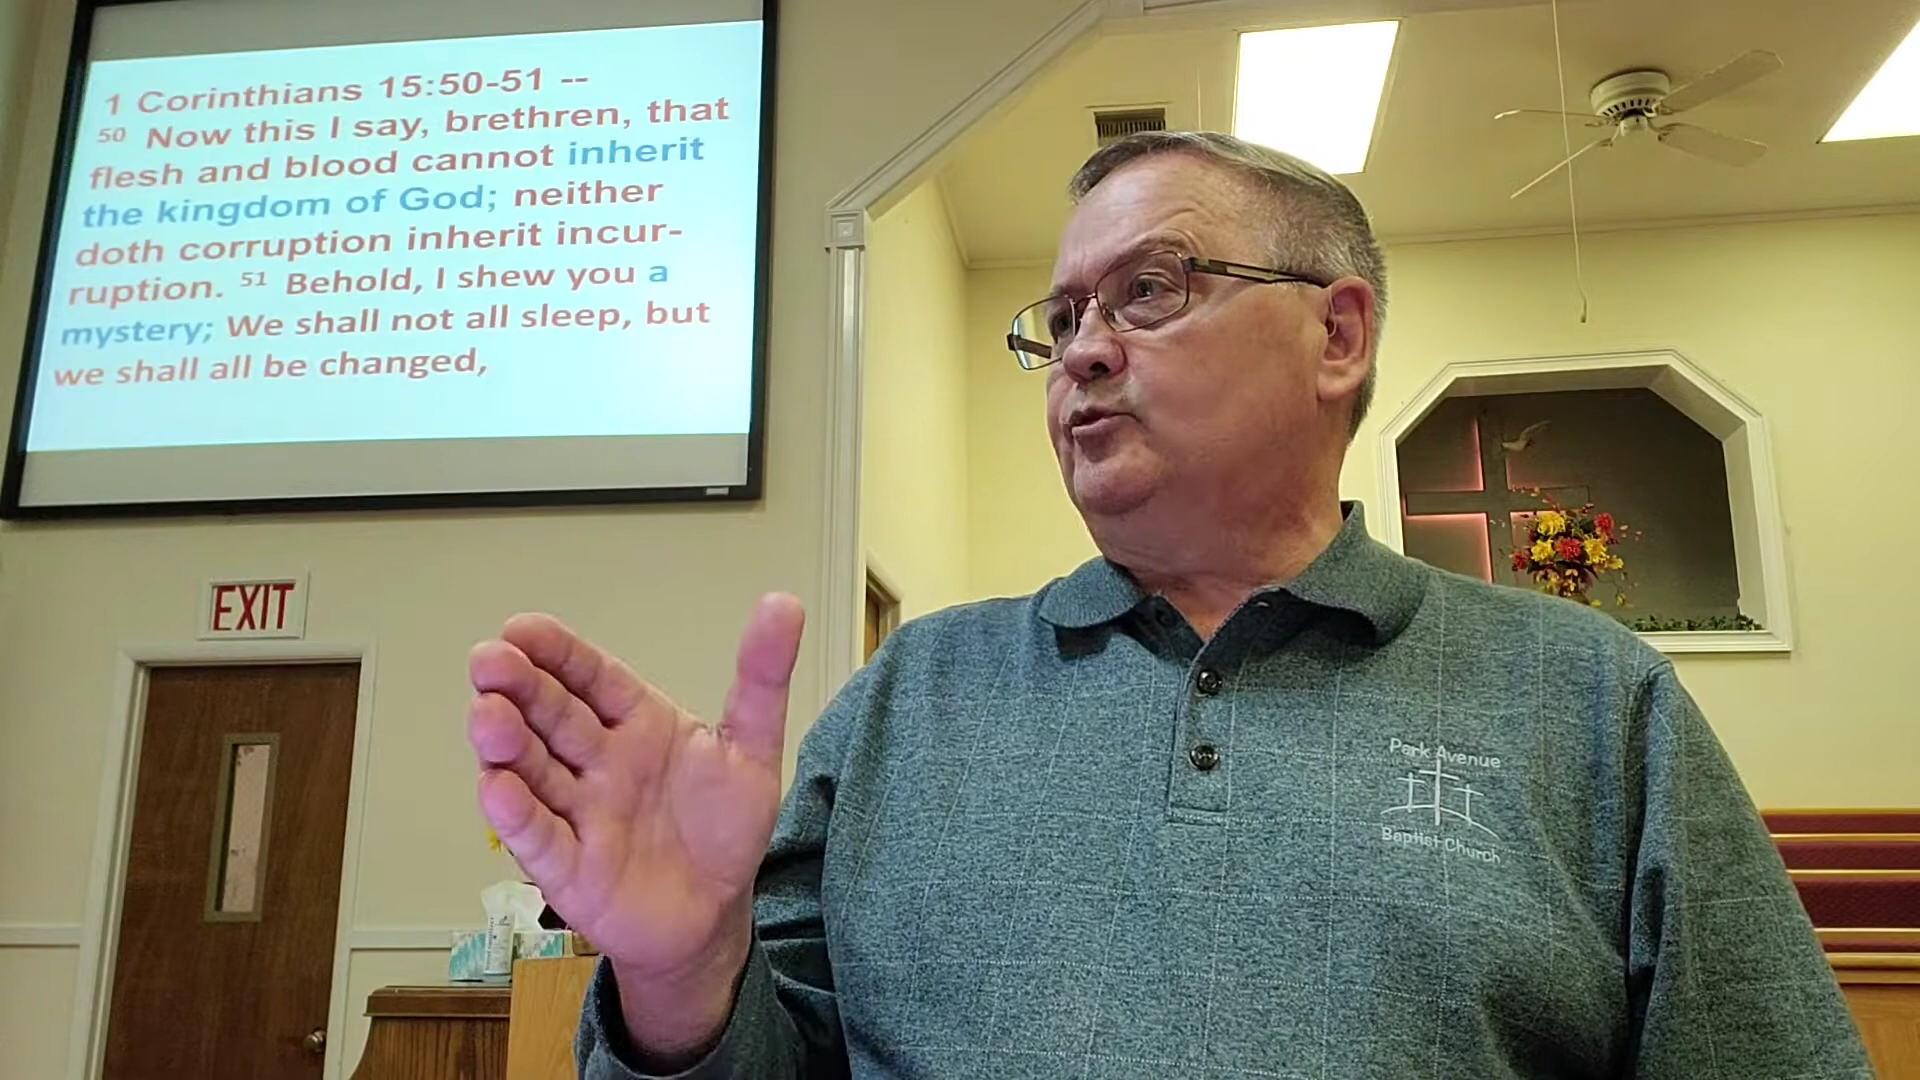 1 Corinthians 15:50-51 --
50 Now this I say, brethren, that
flesh and blood cannot inherit
the kingdom of God; neither
doth corruption inherit incur-
ruption. 51 Behold, I shew you a
mystery; We shall not all sleep, but
we shall all be changed,
EXIT
Park Avenue
Baptist Church